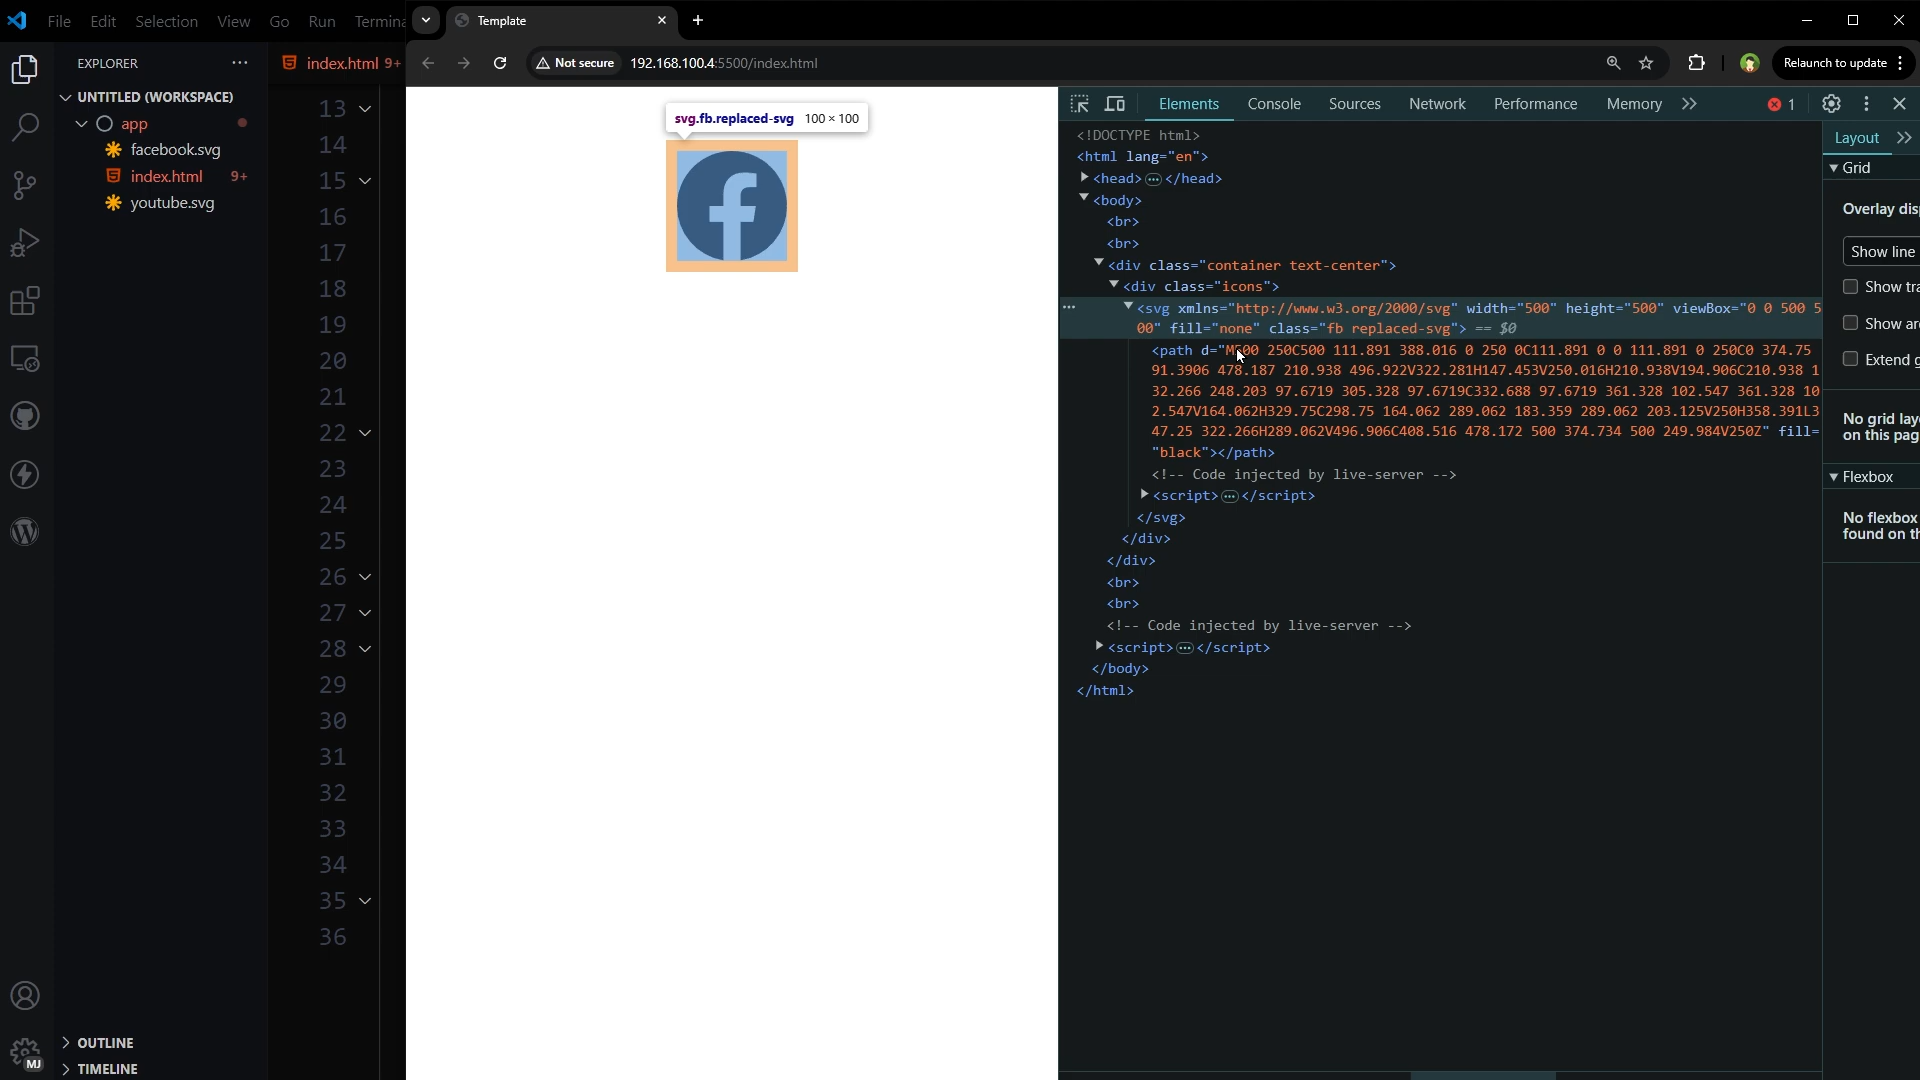 File Edit Selection View Go Run Termina
Template
Not secure 192.168.100.4:5500/index.html
Relaunch to update
EXPLORER
UNTITLED (WORKSPACE)
app
facebook.svg
index.html 9+
youtube.svg
OUTLINE
TIMELINE
MJ
index.html 9+
13
14
15
16
17
18
19
20
21
22
23
24
25
26
27
28
29
30
31
32
33
34
35
36
svg.fb.replaced-svg 100 × 100
Elements Console Sources Network Performance Memory 1
<!DOCTYPE html>
<html lang="en">
<head> </head>
<body>
<br>
<br>
<div class="container text-center">
<div class="icons">
<svg xmlns="http://www.w3.org/2000/svg" width="500" height="500" viewBox="0 0 500 5
00" fill="none" class="fb replaced-svg"> == $0
<path d="M500 250C500 111.891 388.016 0 250 0C111.891 0 0 111.891 0 250C0 374.75
91.3906 478.187 210.938 496.922V322.281H147.453V250.016H210.938V194.906C210.938 1
32.266 248.203 97.6719 305.328 97.6719C332.688 97.6719 361.328 102.547 361.328 10
2.547V164.062H329.75C298.75 164.062 289.062 183.359 289.062 203.125V250H358.391L3
47.25 322.266H289.062V496.906C408.516 478.172 500 374.734 500 249.984V250Z" fill=
"black"></path>
<!-- Code injected by live-server -->
<script> </script>
</svg>
</div>
</div>
<br>
<br>
<!-- Code injected by live-server -->
<script> </script>
</body>
</html>
Layout
Grid
Overlay dis
Show line
Show tra
Show are
Extend g
No grid lay
on this pag
Flexbox
No flexbox
found on th